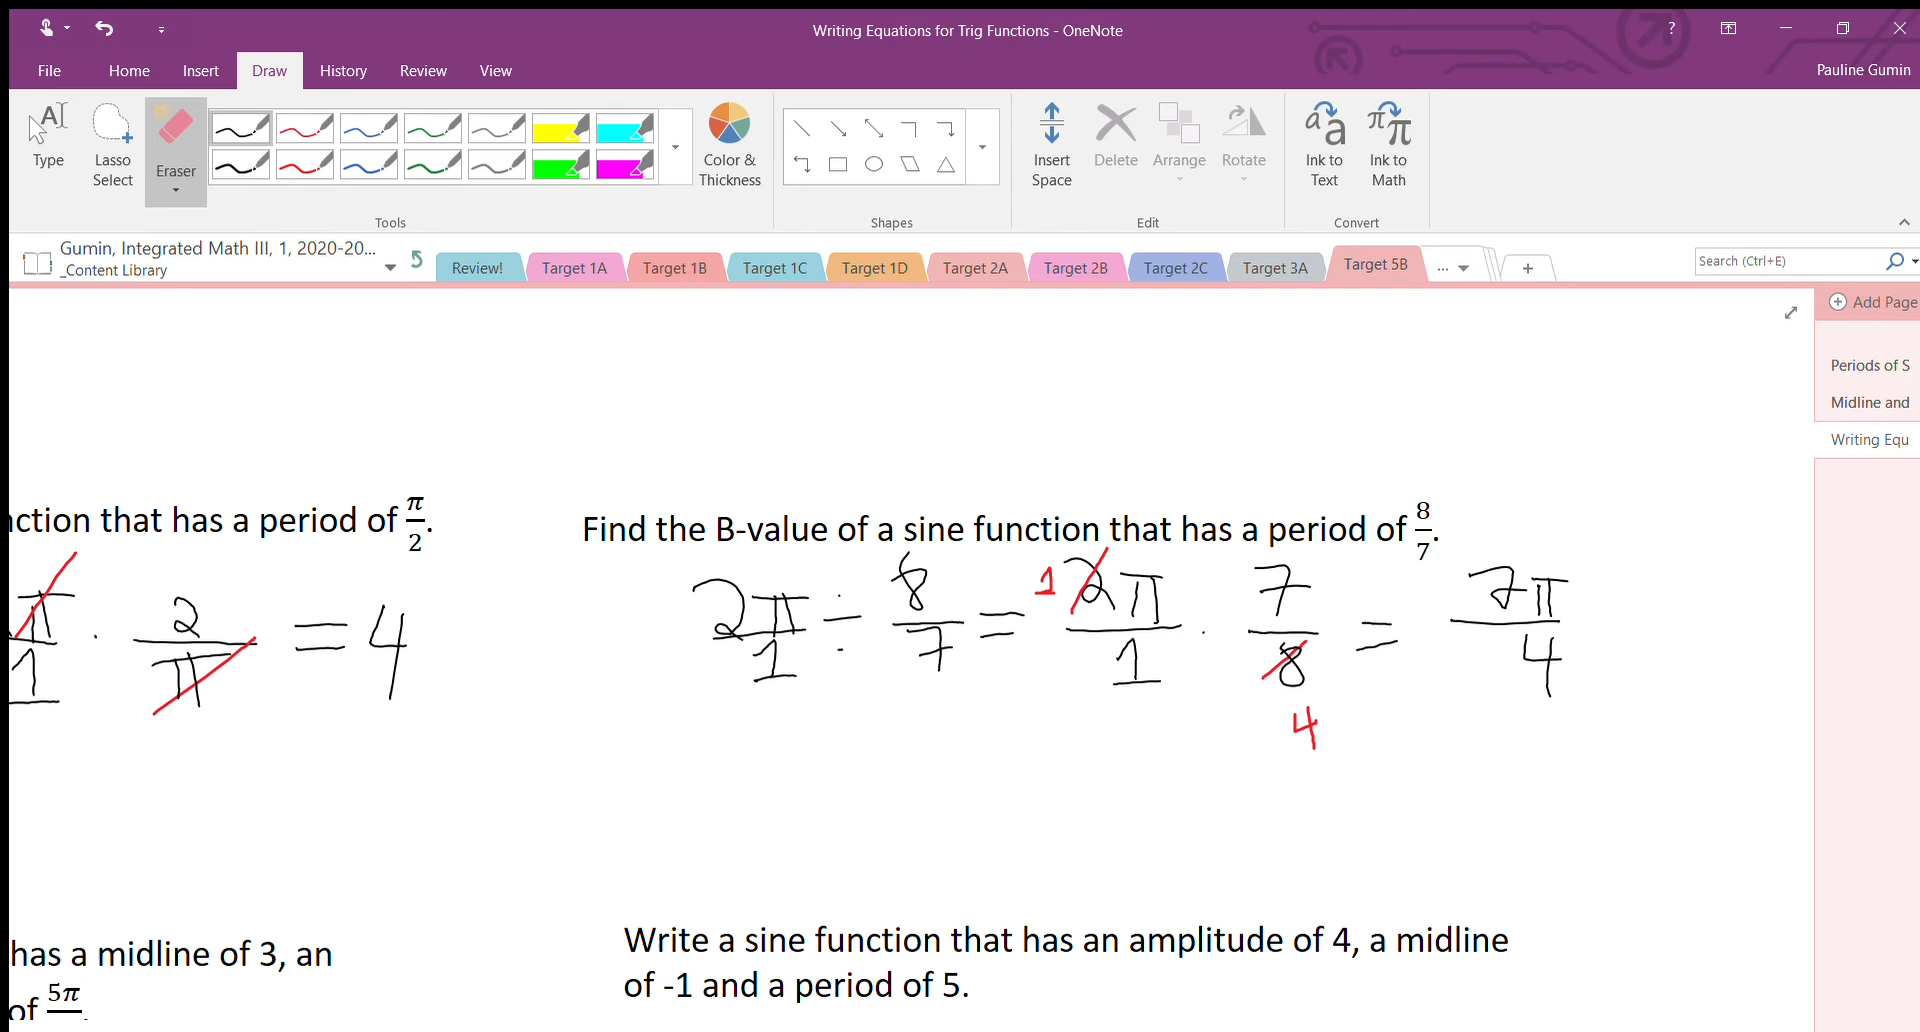 Writing Equations for Trig Functions - OneNote
?
File Home Insert Draw History Review View
Pauline Gumin
Type
Lasso Select
Eraser
Color & Thickness
Insert Space
Delete
Arrange
Rotate
Ink to Text
Ink to Math
Tools
Shapes
Edit
Convert
Gumin, Integrated Math III, 1, 2020-20...
_Content Library
Review! Target 1A Target 1B Target 1C Target 1D Target 2A Target 2B Target 2C Target 3A Target 5B ... +
Search (Ctrl+E)
Add Page
Periods of S
Midline and
Writing Equ
nction that has a period of π/2.
π/1 · 2/π = 4
Find the B-value of a sine function that has a period of 8/7.
2π/1 ÷ 8/7 = 2π/1 · 7/8 = 7π/4
1
4
has a midline of 3, an
of 5π
Write a sine function that has an amplitude of 4, a midline
of -1 and a period of 5.